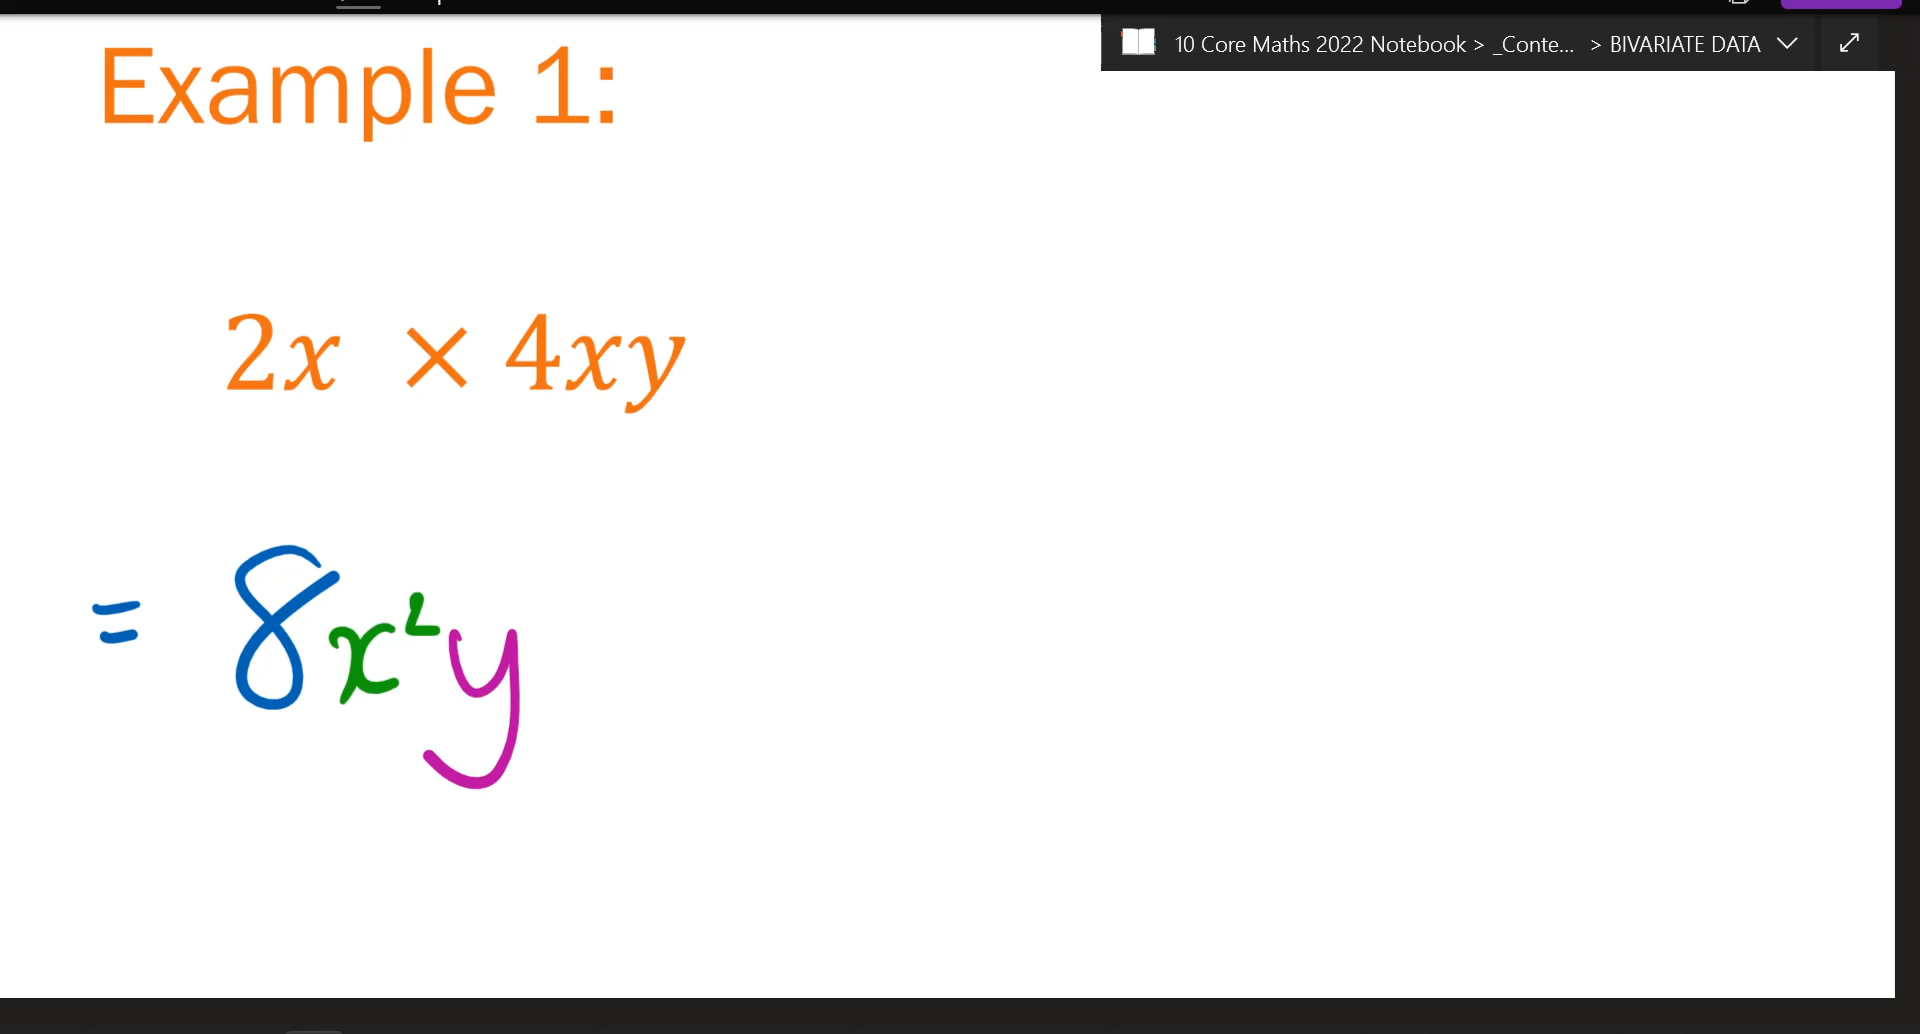 10 Core Maths 2022 Notebook > _Conte... > BIVARIATE DATA
Example 1:
2x × 4xy
= 8x²y